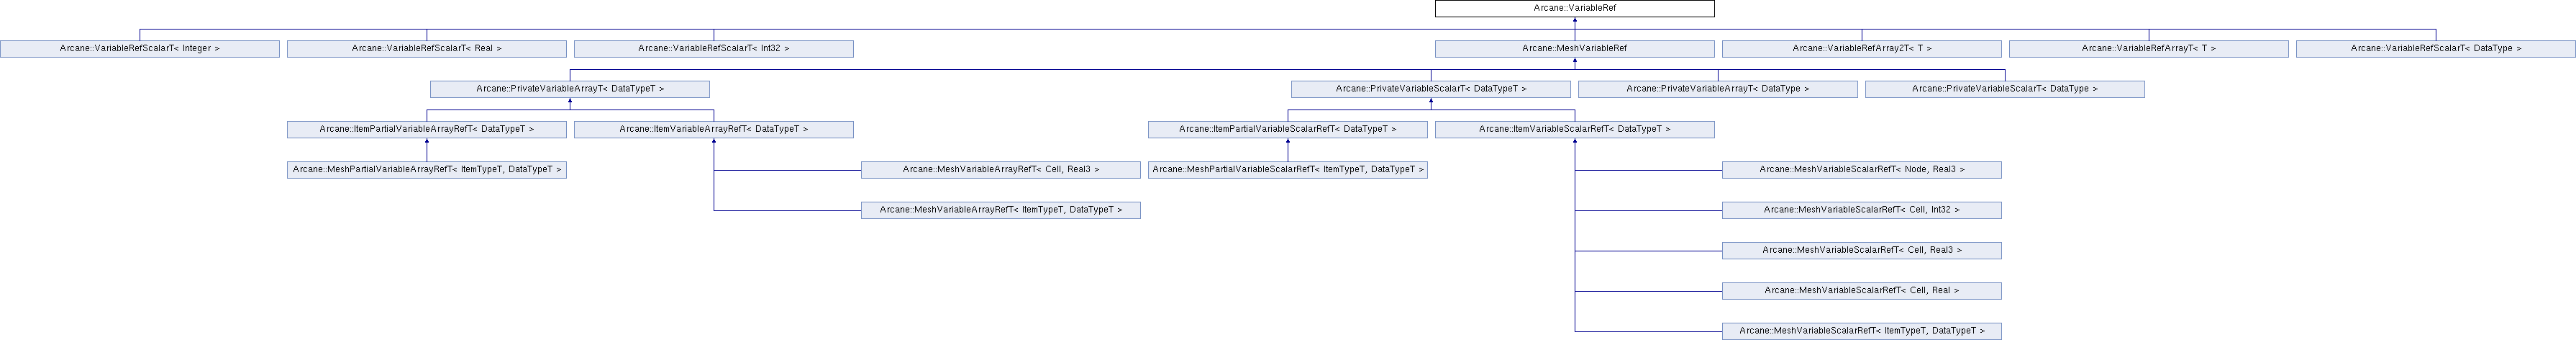 Arcane::VariableRef
Arcane::VariableRefScalarT< Integer >
Arcane::VariableRefScalarT< Real >
Arcane::VariableRefScalarT< Int32 >
Arcane::MeshVariableRef
Arcane::VariableRefArray2T< T >
Arcane::VariableRefArrayT< T >
Arcane::VariableRefScalarT< DataType >
Arcane::PrivateVariableArrayT< DataTypeT >
Arcane::PrivateVariableScalarT< DataTypeT >
Arcane::PrivateVariableArrayT< DataType >
Arcane::PrivateVariableScalarT< DataType >
Arcane::ItemPartialVariableArrayRefT< DataTypeT >
Arcane::ItemVariableArrayRefT< DataTypeT >
Arcane::ItemPartialVariableScalarRefT< DataTypeT >
Arcane::ItemVariableScalarRefT< DataTypeT >
Arcane::MeshPartialVariableArrayRefT< ItemTypeT, DataTypeT >
Arcane::MeshVariableArrayRefT< Cell, Real3 >
Arcane::MeshPartialVariableScalarRefT< ItemTypeT, DataTypeT >
Arcane::MeshVariableScalarRefT< Node, Real3 >
Arcane::MeshVariableArrayRefT< ItemTypeT, DataTypeT >
Arcane::MeshVariableScalarRefT< Cell, Int32 >
Arcane::MeshVariableScalarRefT< Cell, Real3 >
Arcane::MeshVariableScalarRefT< Cell, Real >
Arcane::MeshVariableScalarRefT< ItemTypeT, DataTypeT >